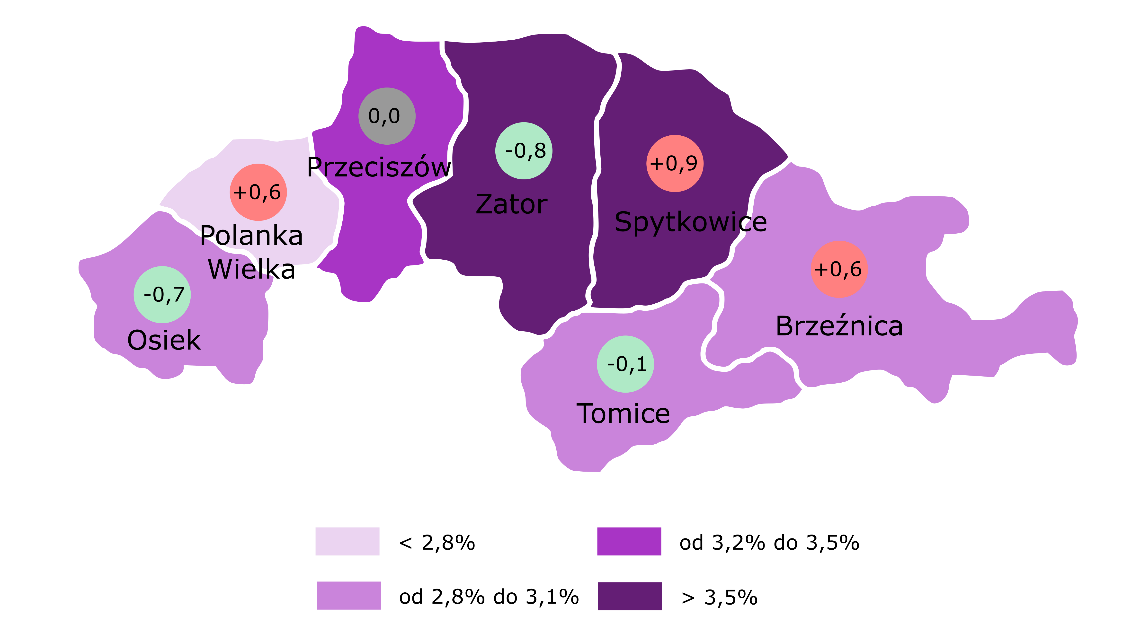 0,0
Przeciszów
-0,8
Zator
+0,9
Spytkowice
+0,6
Polanka
Wielka
-0,7
Osiek
+0,6
Brzeźnica
-0,1
Tomice
< 2,8%
od 3,2% do 3,5%
od 2,8% do 3,1%
> 3,5%